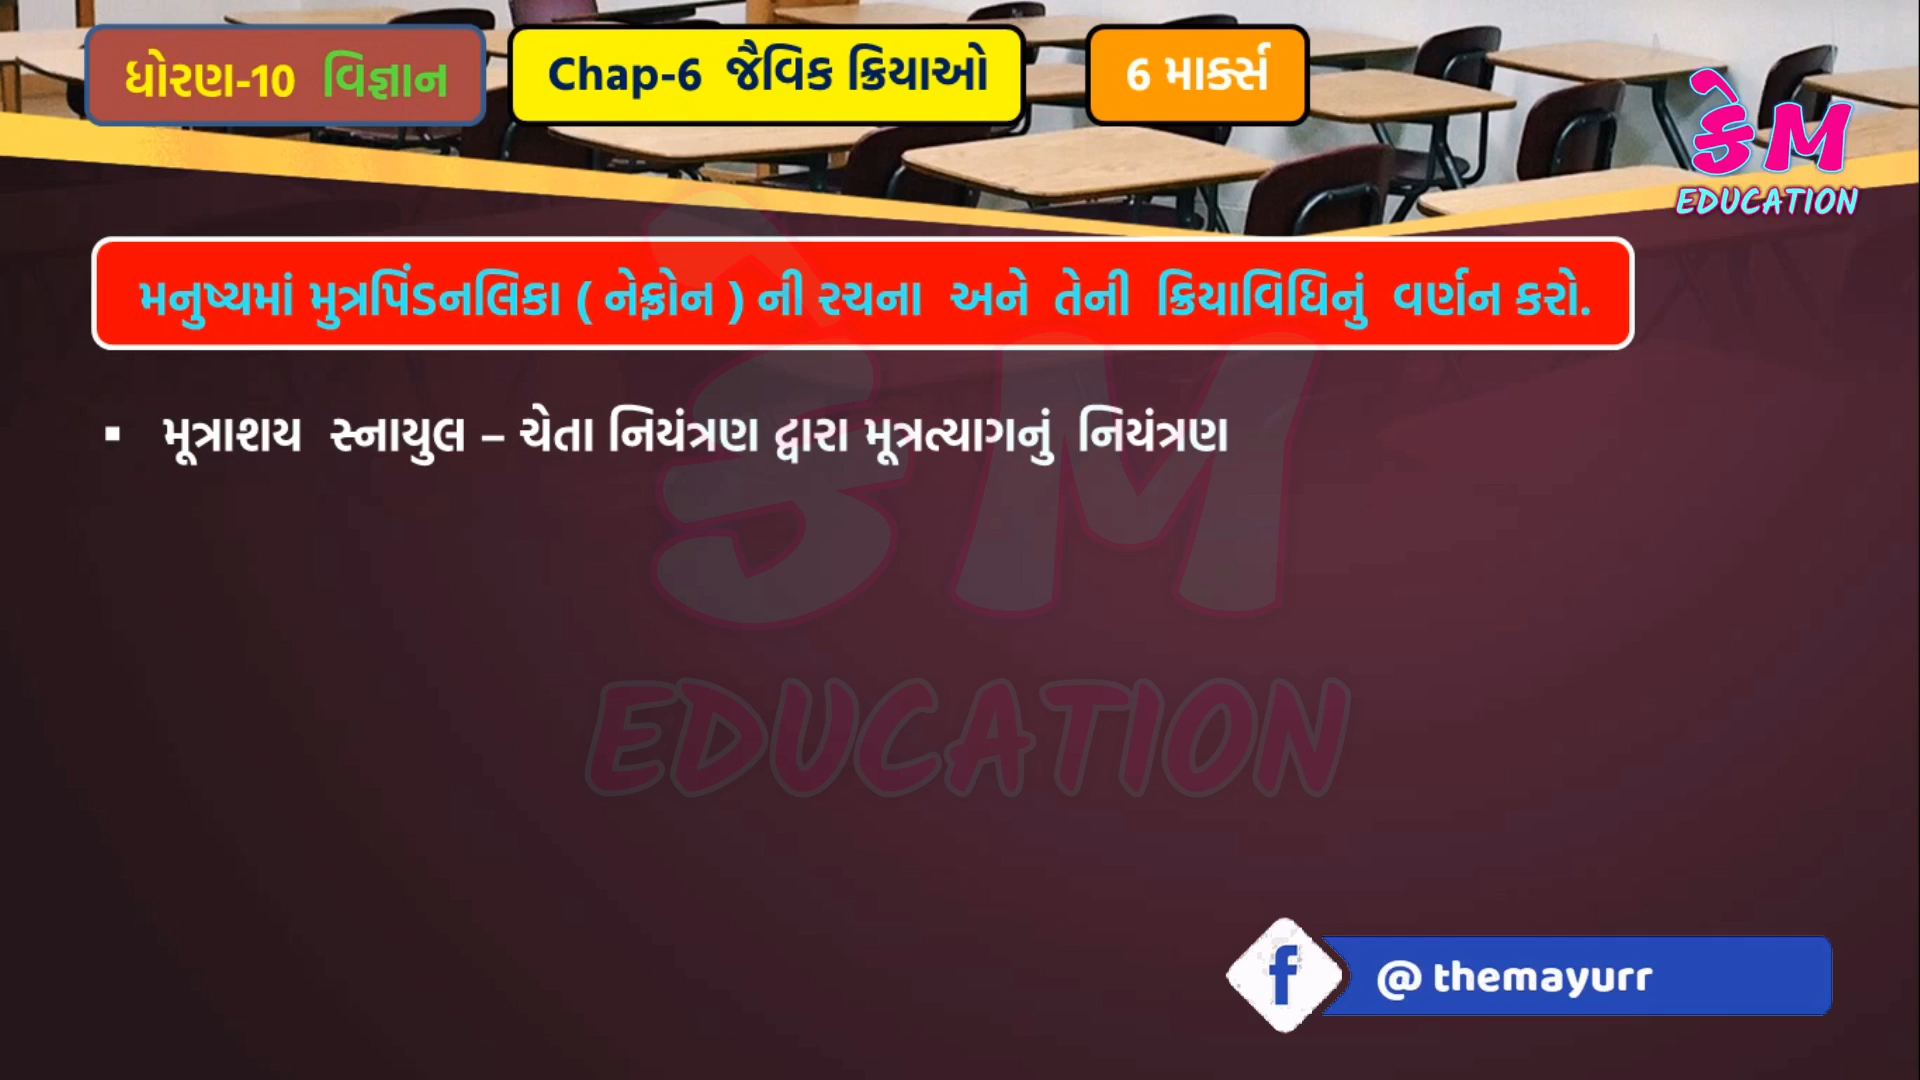 ધોરણ-10 વિજ્ઞાન
Chap-6 જૈવિક ક્રિયાઓ
6 માર્ક્સ
કેM
EDUCATION
મનુષ્યમાં મુત્રપિંડનલિકા ( નેફ્રોન ) ની રચના અને તેની ક્રિયાવિધિનું વર્ણન કરો.
▪ મૂત્રાશય સ્નાયુલ – ચેતા નિયંત્રણ દ્વારા મૂત્રત્યાગનું નિયંત્રણ
કેM
EDUCATION
f @ themayurr